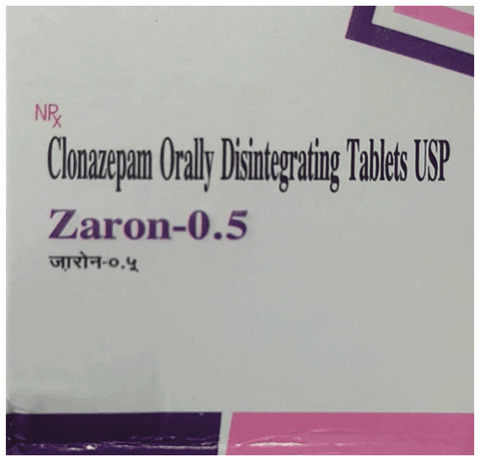 NRx
Clonazepam Orally Disintegrating Tablets USP
Zaron-0.5
ज़ारोन-०.५